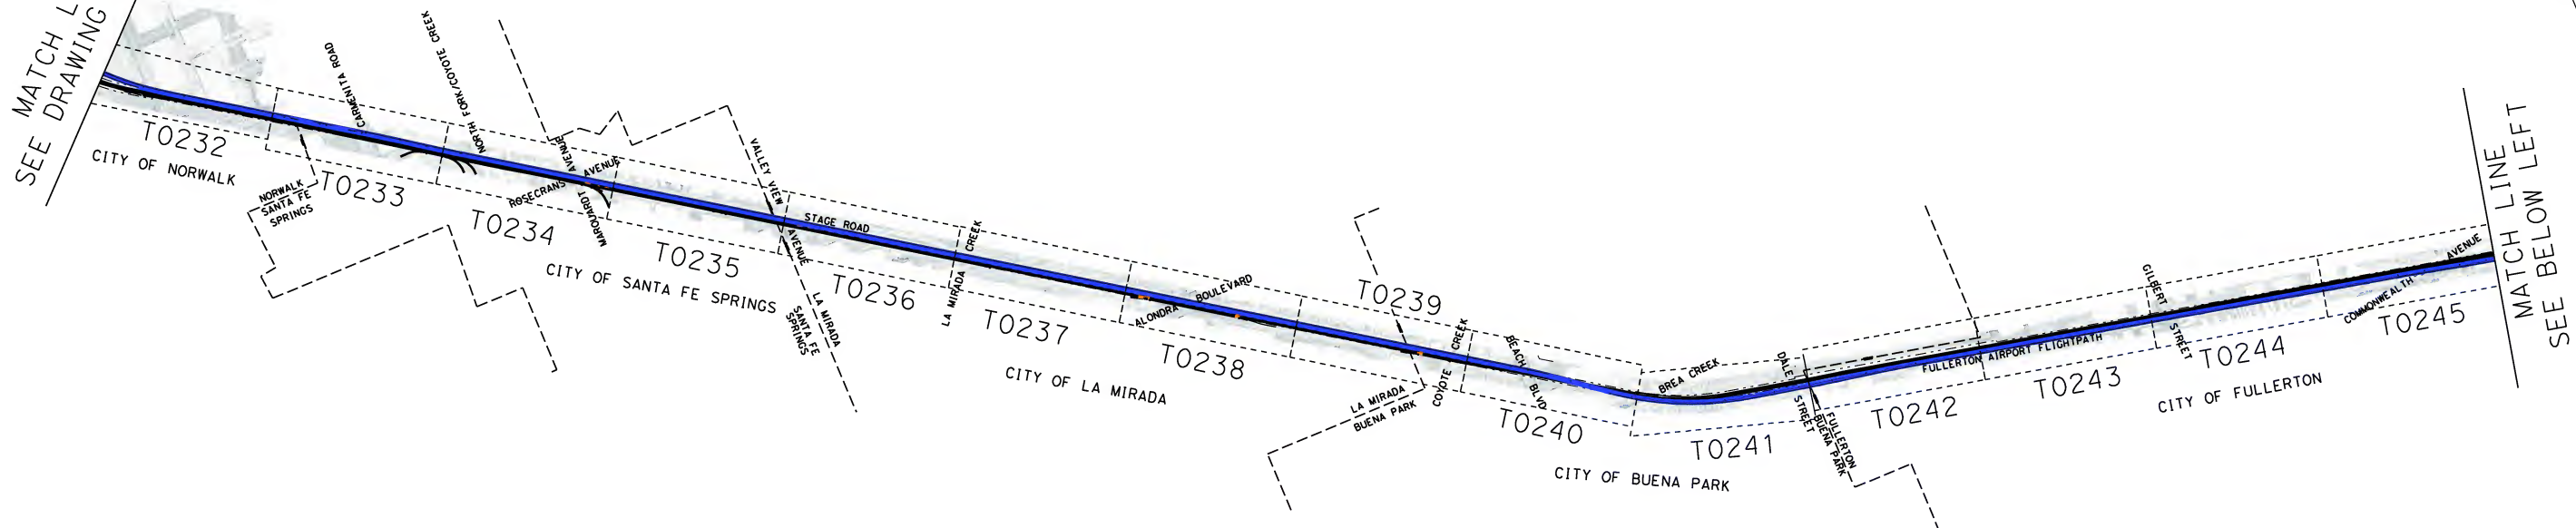 MATCH L
SEE DRAWING
T0232
CITY OF NORWALK
NORWALK
SANTA FE
SPRINGS
CARMENITA ROAD
T0233
NORTH FORK/COYOTE CREEK
T0234
ROSECRANS AVENUE
MARQUARDT AVENUE
CITY OF SANTA FE SPRINGS
T0235
VALLEY VIEW AVENUE
STAGE ROAD
LA MIRADA
SANTA FE
SPRINGS
T0236
LA MIRADA CREEK
T0237
CITY OF LA MIRADA
ALONDRA BOULEVARD
T0238
T0239
LA MIRADA
BUENA PARK
COYOTE CREEK
BEACH BLVD
T0240
CITY OF BUENA PARK
BREA CREEK
T0241
DALE STREET
FULLERTON
BUENA PARK
T0242
FULLERTON AIRPORT FLIGHTPATH
T0243
GILBERT STREET
T0244
CITY OF FULLERTON
COMMONWEALTH AVENUE
T0245
MATCH LINE
SEE BELOW LEFT